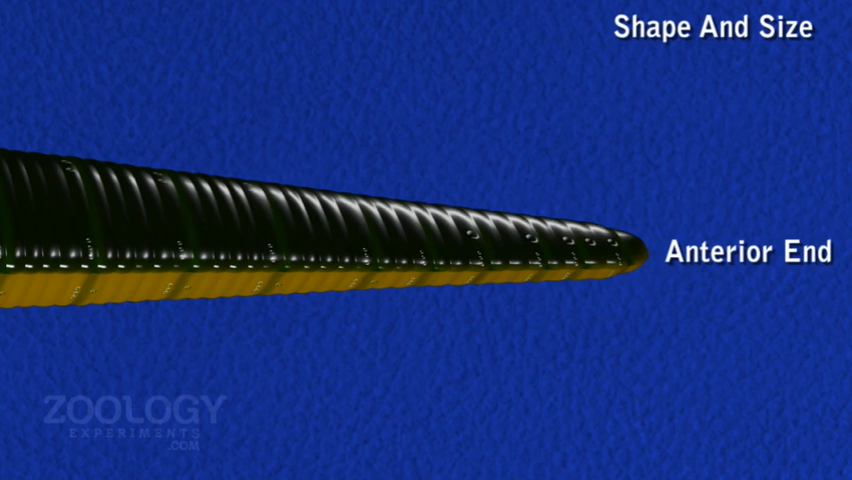 Shape And Size
Anterior End
ZOOLOGY
EXPERIMENTS
.COM